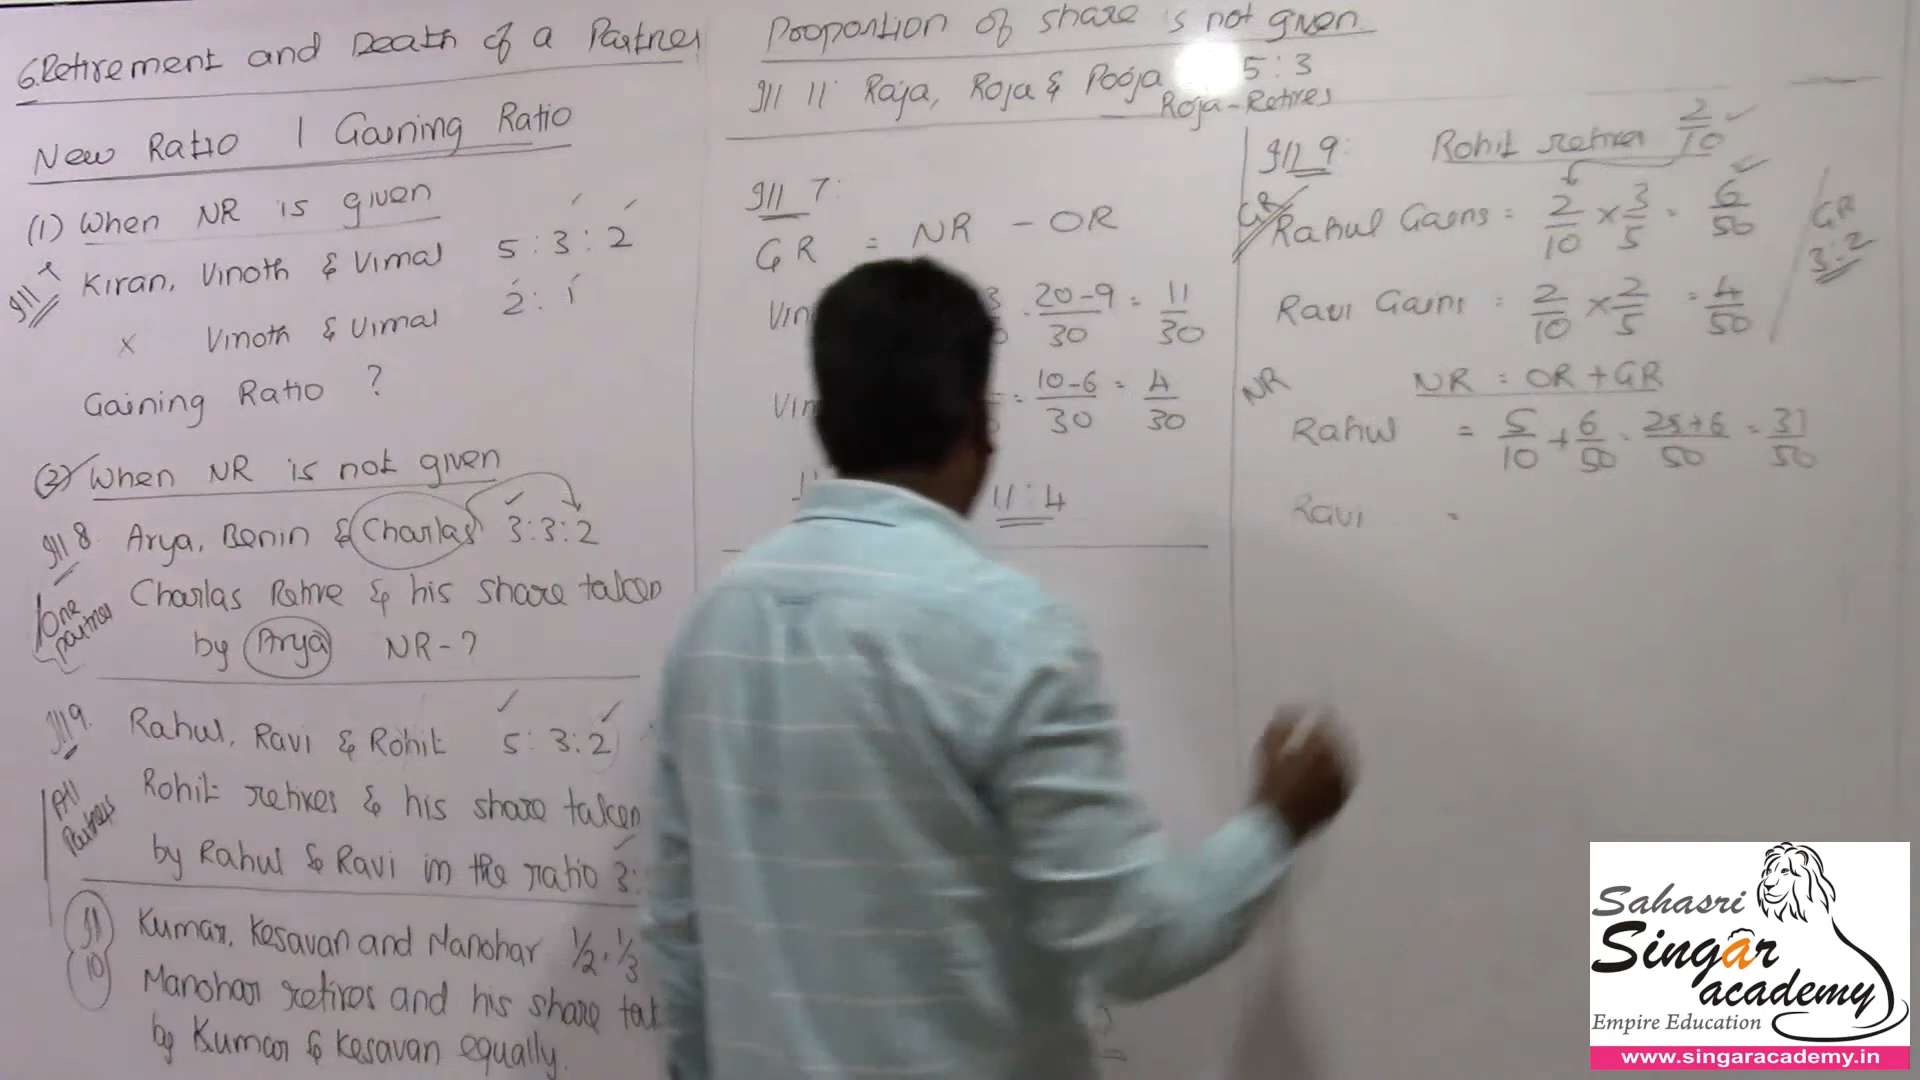 6. Retirement and Death of a Partner
New Ratio | Gaining Ratio
(1) When NR is given
Ill 7 Kiran, Vinoth & Vimal 5 : 3 : 2
x Vinoth & Vimal 2 : 1
Gaining Ratio ?
(2) When NR is not given
Ill 8. Arya, Benin & Charlas 3:3:2
One partner
Charlas Retire & his share taken
by Arya NR - ?
Ill 9. Rahul, Ravi & Rohit 5 : 3 : 2
All Partners
Rohit retires & his share taken
by Rahul & Ravi in the ratio 3:
Ill 10 Kumar, Kesavan and Manohar 1/2, 1/3
Manohar retires and his share
by Kumar & Kesavan equally.
Proportion of share is not given
Ill 11: Raja, Roja & Pooja 5 : 3
Roja - Retires
Ill 7:
GR = NR - OR
20-9/30 = 11/30
= 10-6/30 = 4/30
11 : 4
Ill 9: Rohit retires 2/10
GR Rahul Gains = 2/10 × 3/5 = 6/50
Ravi Gains = 2/10 × 2/5 = 4/50
GR
3:2
NR NR = OR + GR
Rahul = 5/10 + 6/50 = 25+6/50 = 31/50
Ravi =
Sahasri
Singar
academy
Empire Education
www.singaracademy.in